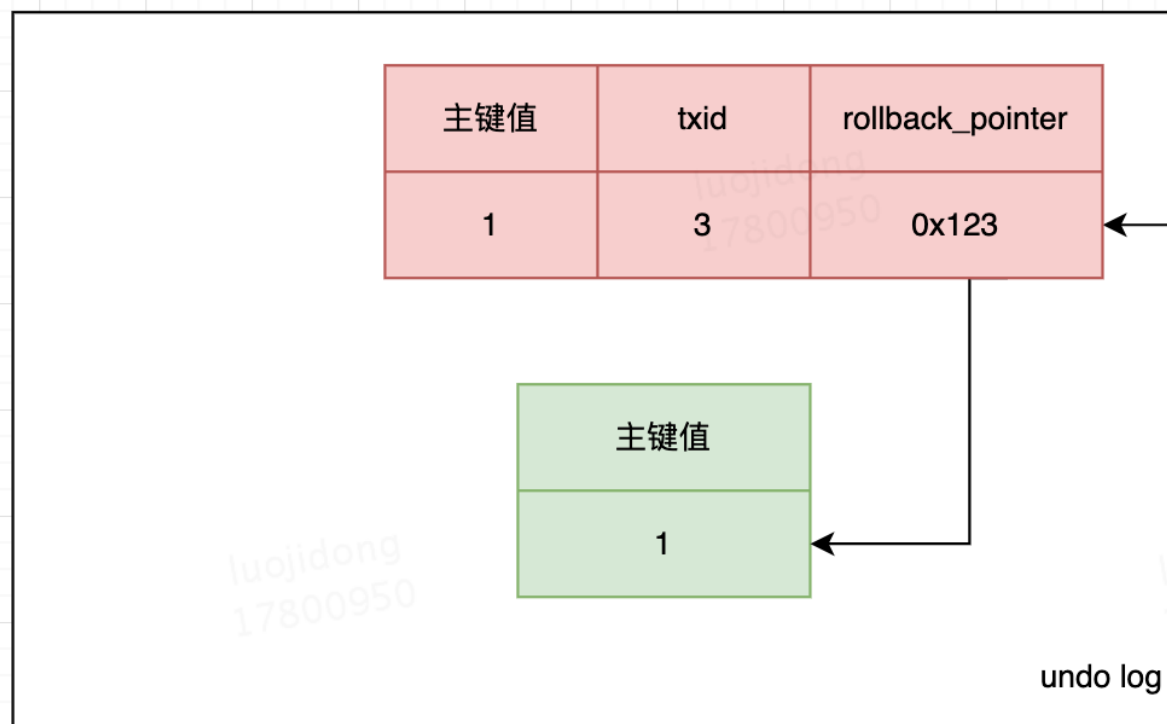 主键值 txid rollback_pointer
1 3 0x123
luojidong
17800950
主键值
1
luojidong
17800950
undo log